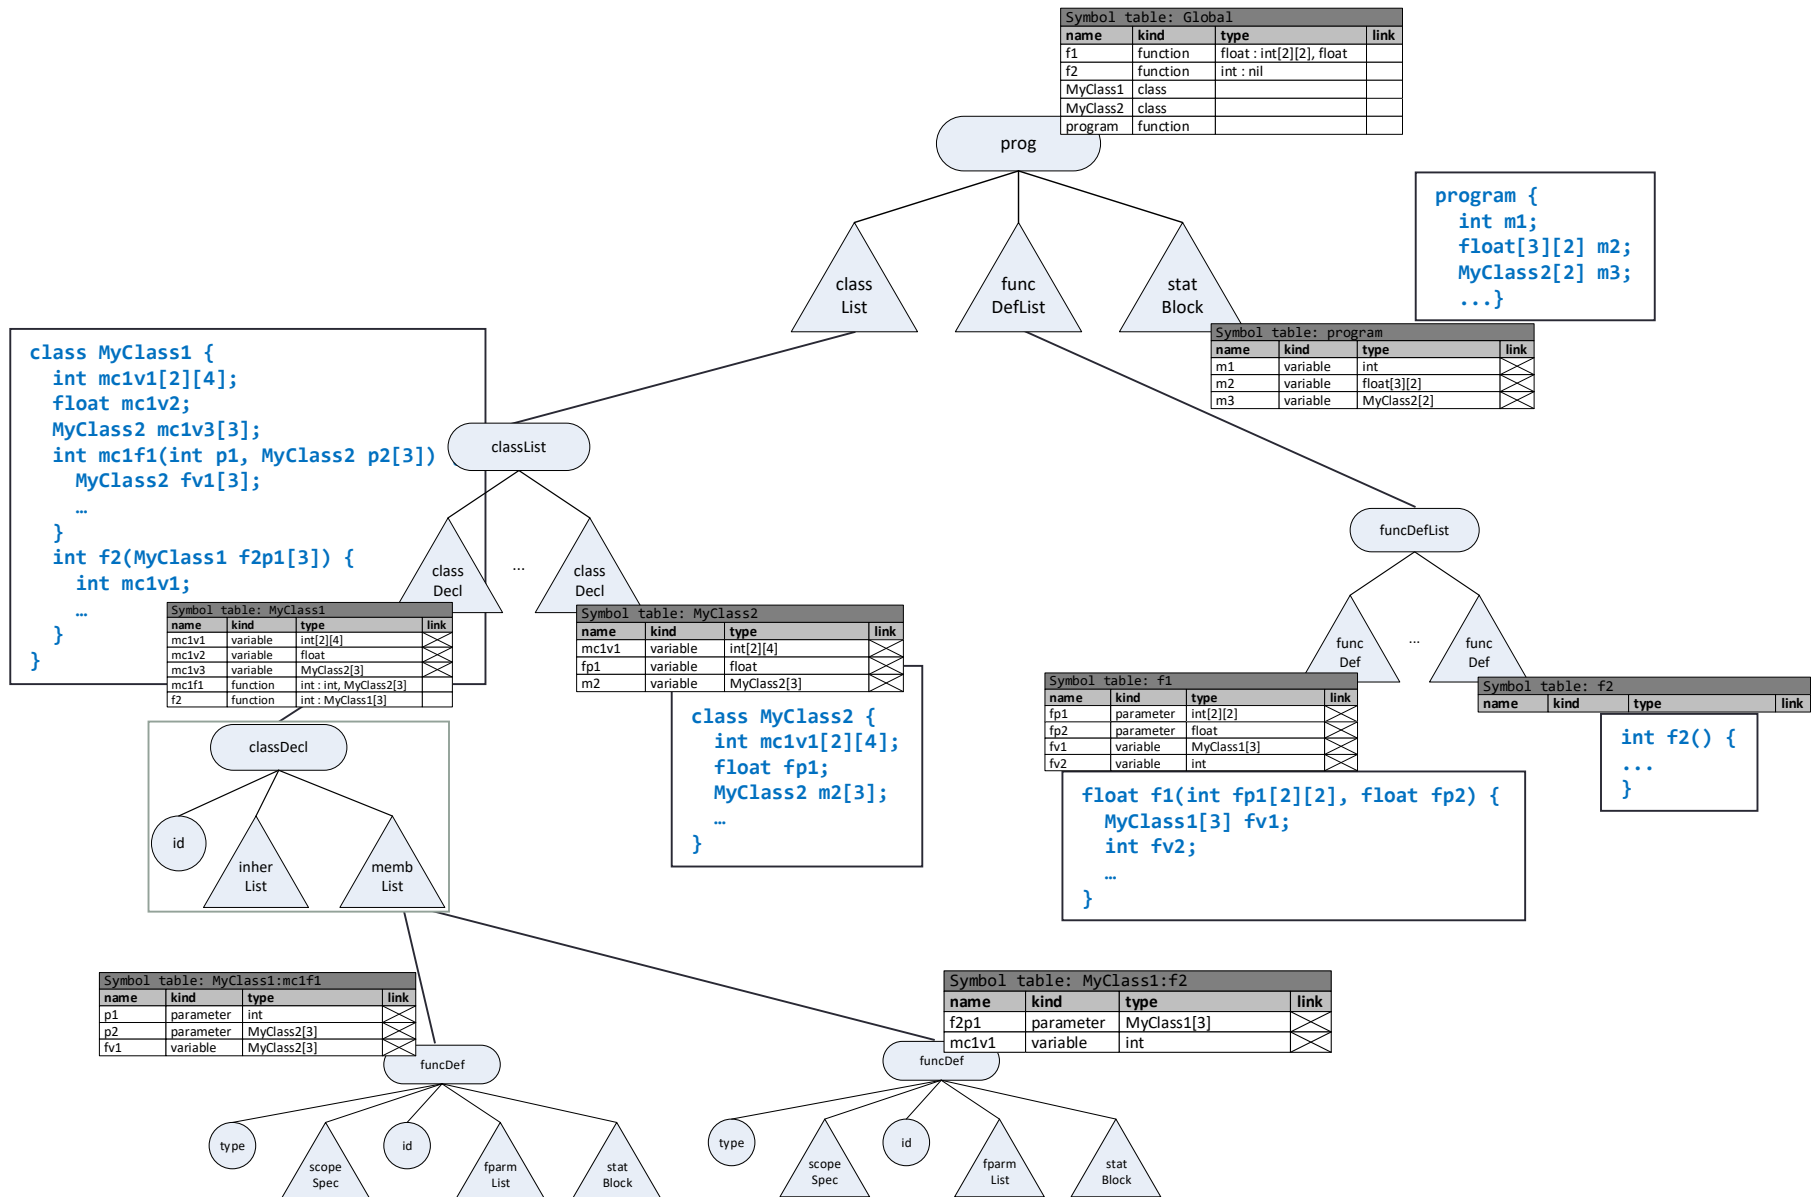 Symbol table: Global
name kind type link
f1 function float : int[2][2], float
f2 function int : nil
MyClass1 class
MyClass2 class
program function
prog
program {
int m1;
float[3][2] m2;
MyClass2[2] m3;
...}
class
List
func
DefList
stat
Block
Symbol table: program
name kind type link
m1 variable int
m2 variable float[3][2]
m3 variable MyClass2[2]
class MyClass1 {
int mc1v1[2][4];
float mc1v2;
MyClass2 mc1v3[3];
int mc1f1(int p1, MyClass2 p2[3])
MyClass2 fv1[3];
…
}
int f2(MyClass1 f2p1[3]) {
int mc1v1;
…
}
}
classList
class
Decl
...
class
Decl
funcDefList
func
Def
...
func
Def
Symbol table: MyClass1
name kind type link
mc1v1 variable int[2][4]
mc1v2 variable float
mc1v3 variable MyClass2[3]
mc1f1 function int : int, MyClass2[3]
f2 function int : MyClass1[3]
Symbol table: MyClass2
name kind type link
mc1v1 variable int[2][4]
fp1 variable float
m2 variable MyClass2[3]
class MyClass2 {
int mc1v1[2][4];
float fp1;
MyClass2 m2[3];
…
}
Symbol table: f1
name kind type link
fp1 parameter int[2][2]
fp2 parameter float
fv1 variable MyClass1[3]
fv2 variable int
float f1(int fp1[2][2], float fp2) {
MyClass1[3] fv1;
int fv2;
…
}
Symbol table: f2
name kind type link
int f2() {
...
}
classDecl
id
inher
List
memb
List
Symbol table: MyClass1:mc1f1
name kind type link
p1 parameter int
p2 parameter MyClass2[3]
fv1 variable MyClass2[3]
funcDef
type
scope
Spec
id
fparm
List
stat
Block
Symbol table: MyClass1:f2
name kind type link
f2p1 parameter MyClass1[3]
mc1v1 variable int
funcDef
type
scope
Spec
id
fparm
List
stat
Block